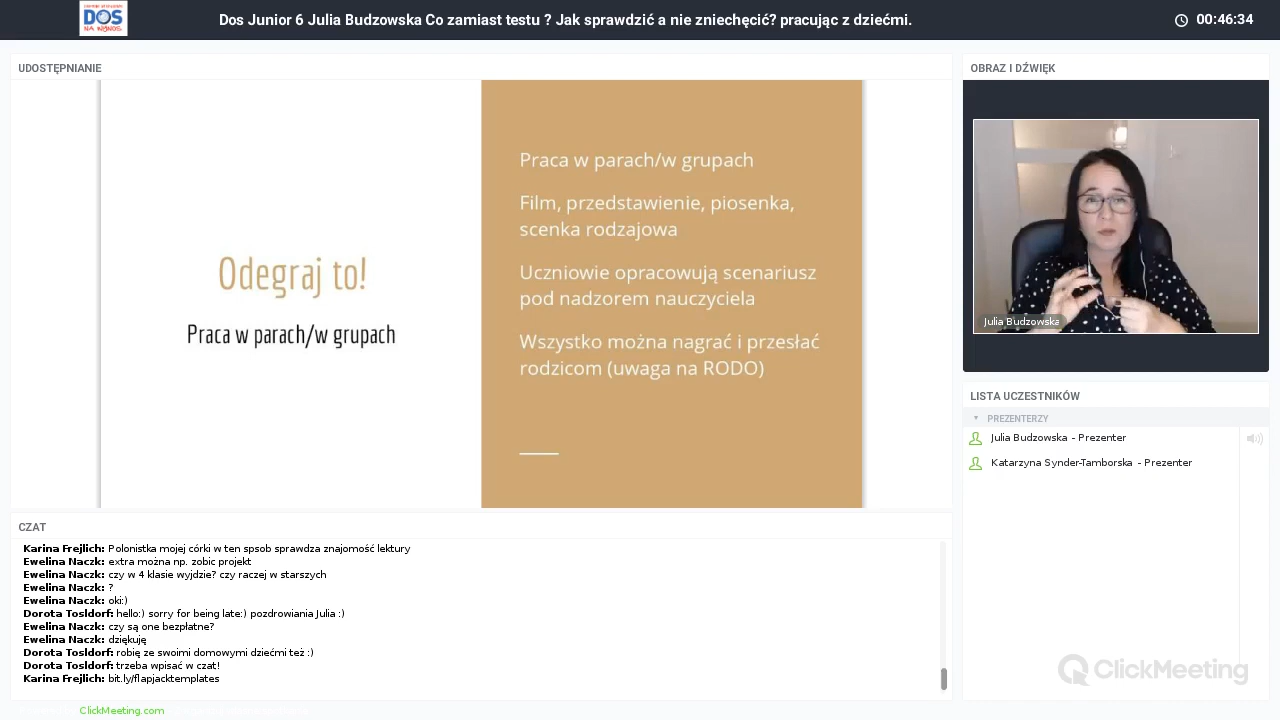 DOS
NA WYNOS
Dos Junior 6 Julia Budzowska Co zamiast testu ? Jak sprawdzić a nie zniechęcić? pracując z dziećmi.
00:46:34
UDOSTĘPNIANIE
OBRAZ I DŹWIĘK
Odegraj to!
Praca w parach/w grupach
Praca w parach/w grupach
Film, przedstawienie, piosenka,
scenka rodzajowa
Uczniowie opracowują scenariusz
pod nadzorem nauczyciela
Wszystko można nagrać i przesłać
rodzicom (uwaga na RODO)
Julia Budzowska
LISTA UCZESTNIKÓW
PREZENTERZY
Julia Budzowska - Prezenter
Katarzyna Synder-Tamborska - Prezenter
CZAT
Karina Frejlich: Polonistka mojej córki w ten spsob sprawdza znajomość lektury
Ewelina Naczk: extra można np. zobic projekt
Ewelina Naczk: czy w 4 klasie wyjdzie? czy raczej w starszych
Ewelina Naczk: ?
Ewelina Naczk: oki:)
Dorota Tosldorf: hello:) sorry for being late:) pozdrowiania Julia :)
Ewelina Naczk: czy są one bezpłatne?
Ewelina Naczk: dziękuję
Dorota Tosldorf: robię ze swoimi domowymi dziećmi też :)
Dorota Tosldorf: trzeba wpisać w czat!
Karina Frejlich: bit.ly/flapjacktemplates
ClickMeeting
ClickMeeting.com